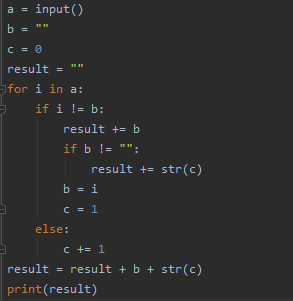 a = input()
b = ""
c = 0
result = ""
for i in a:
    if i != b:
        result += b
        if b != "":
            result += str(c)
        b = i
        c = 1
    else:
        c += 1
result = result + b + str(c)
print(result)